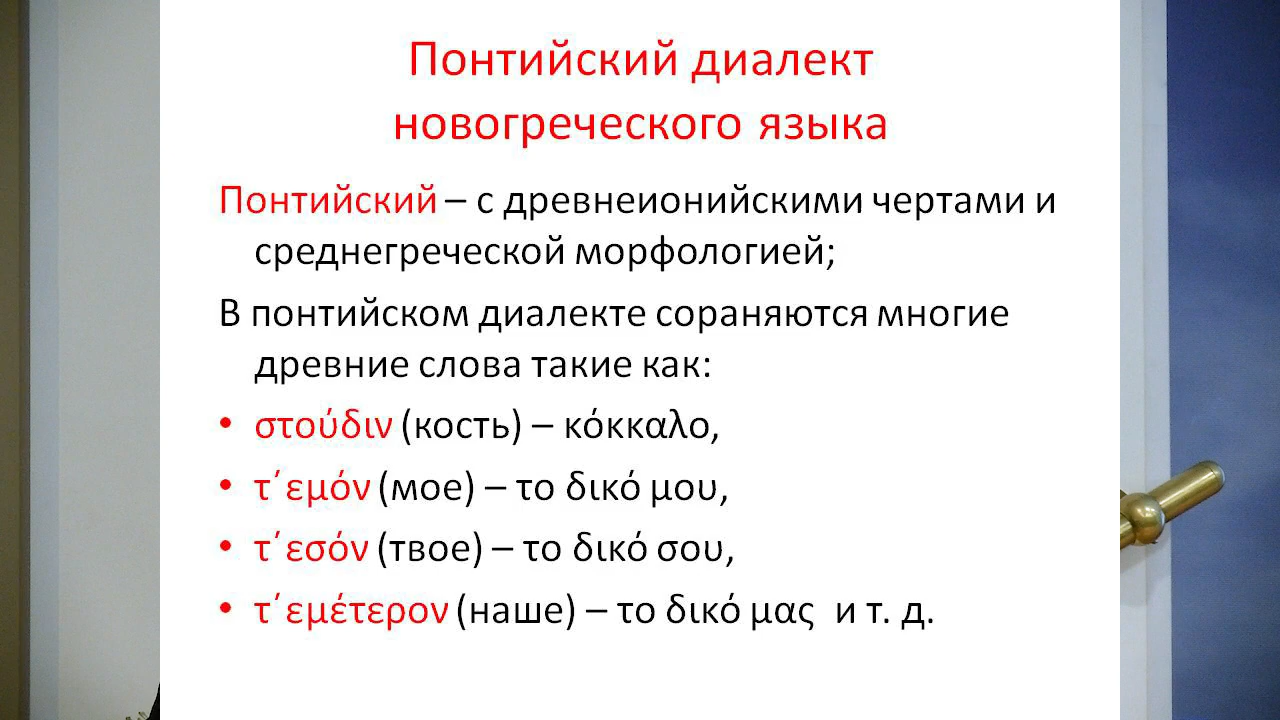 Понтийский диалект
новогреческого языка
Понтийский – с древнеионийскими чертами и
среднегреческой морфологией;
В понтийском диалекте сораняются многие
древние слова такие как:
• στούδιν (кость) – κόκκαλο,
• τ΄εμόν (мое) – το δικό μου,
• τ΄εσόν (твое) – το δικό σου,
• τ΄εμέτερον (наше) – το δικό μας и т. д.